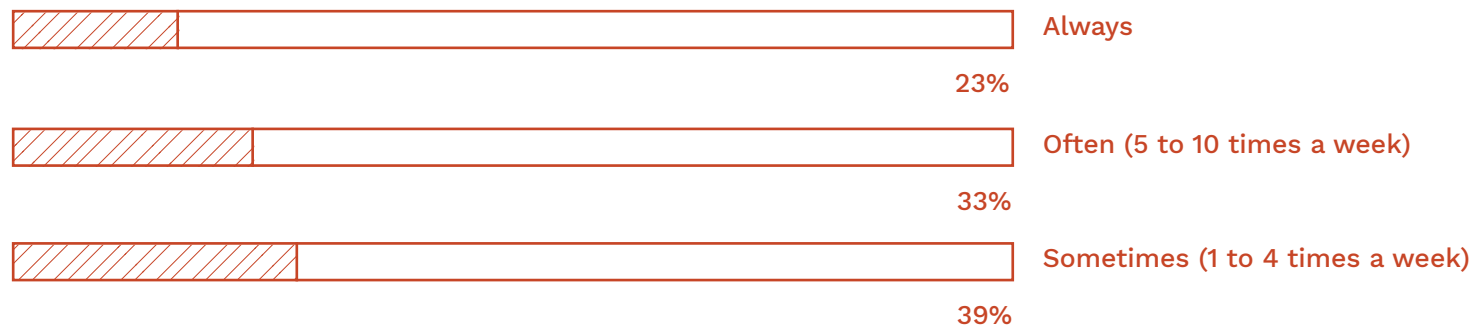 Always
23%
Often (5 to 10 times a week)
33%
Sometimes (1 to 4 times a week)
39%